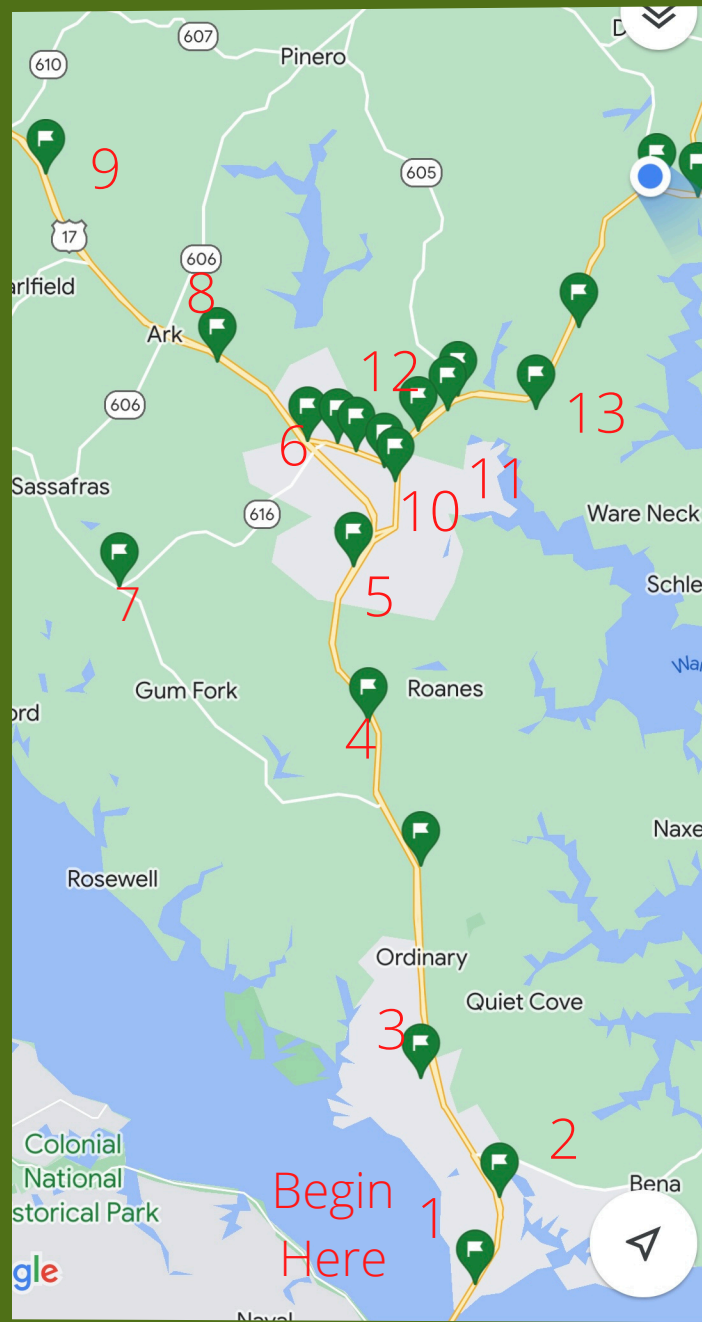 607
D
610
Pinero
9
605
17
606
arlfield
8
Ark
12
606
13
6
11
Sassafras
10
616
Ware Neck
5
Schle
7
Wa
Gum Fork
Roanes
ord
4
Naxe
Rosewell
Ordinary
Quiet Cove
3
2
Colonial
National
storical Park
Bena
Begin
Here
1
gle
Naval